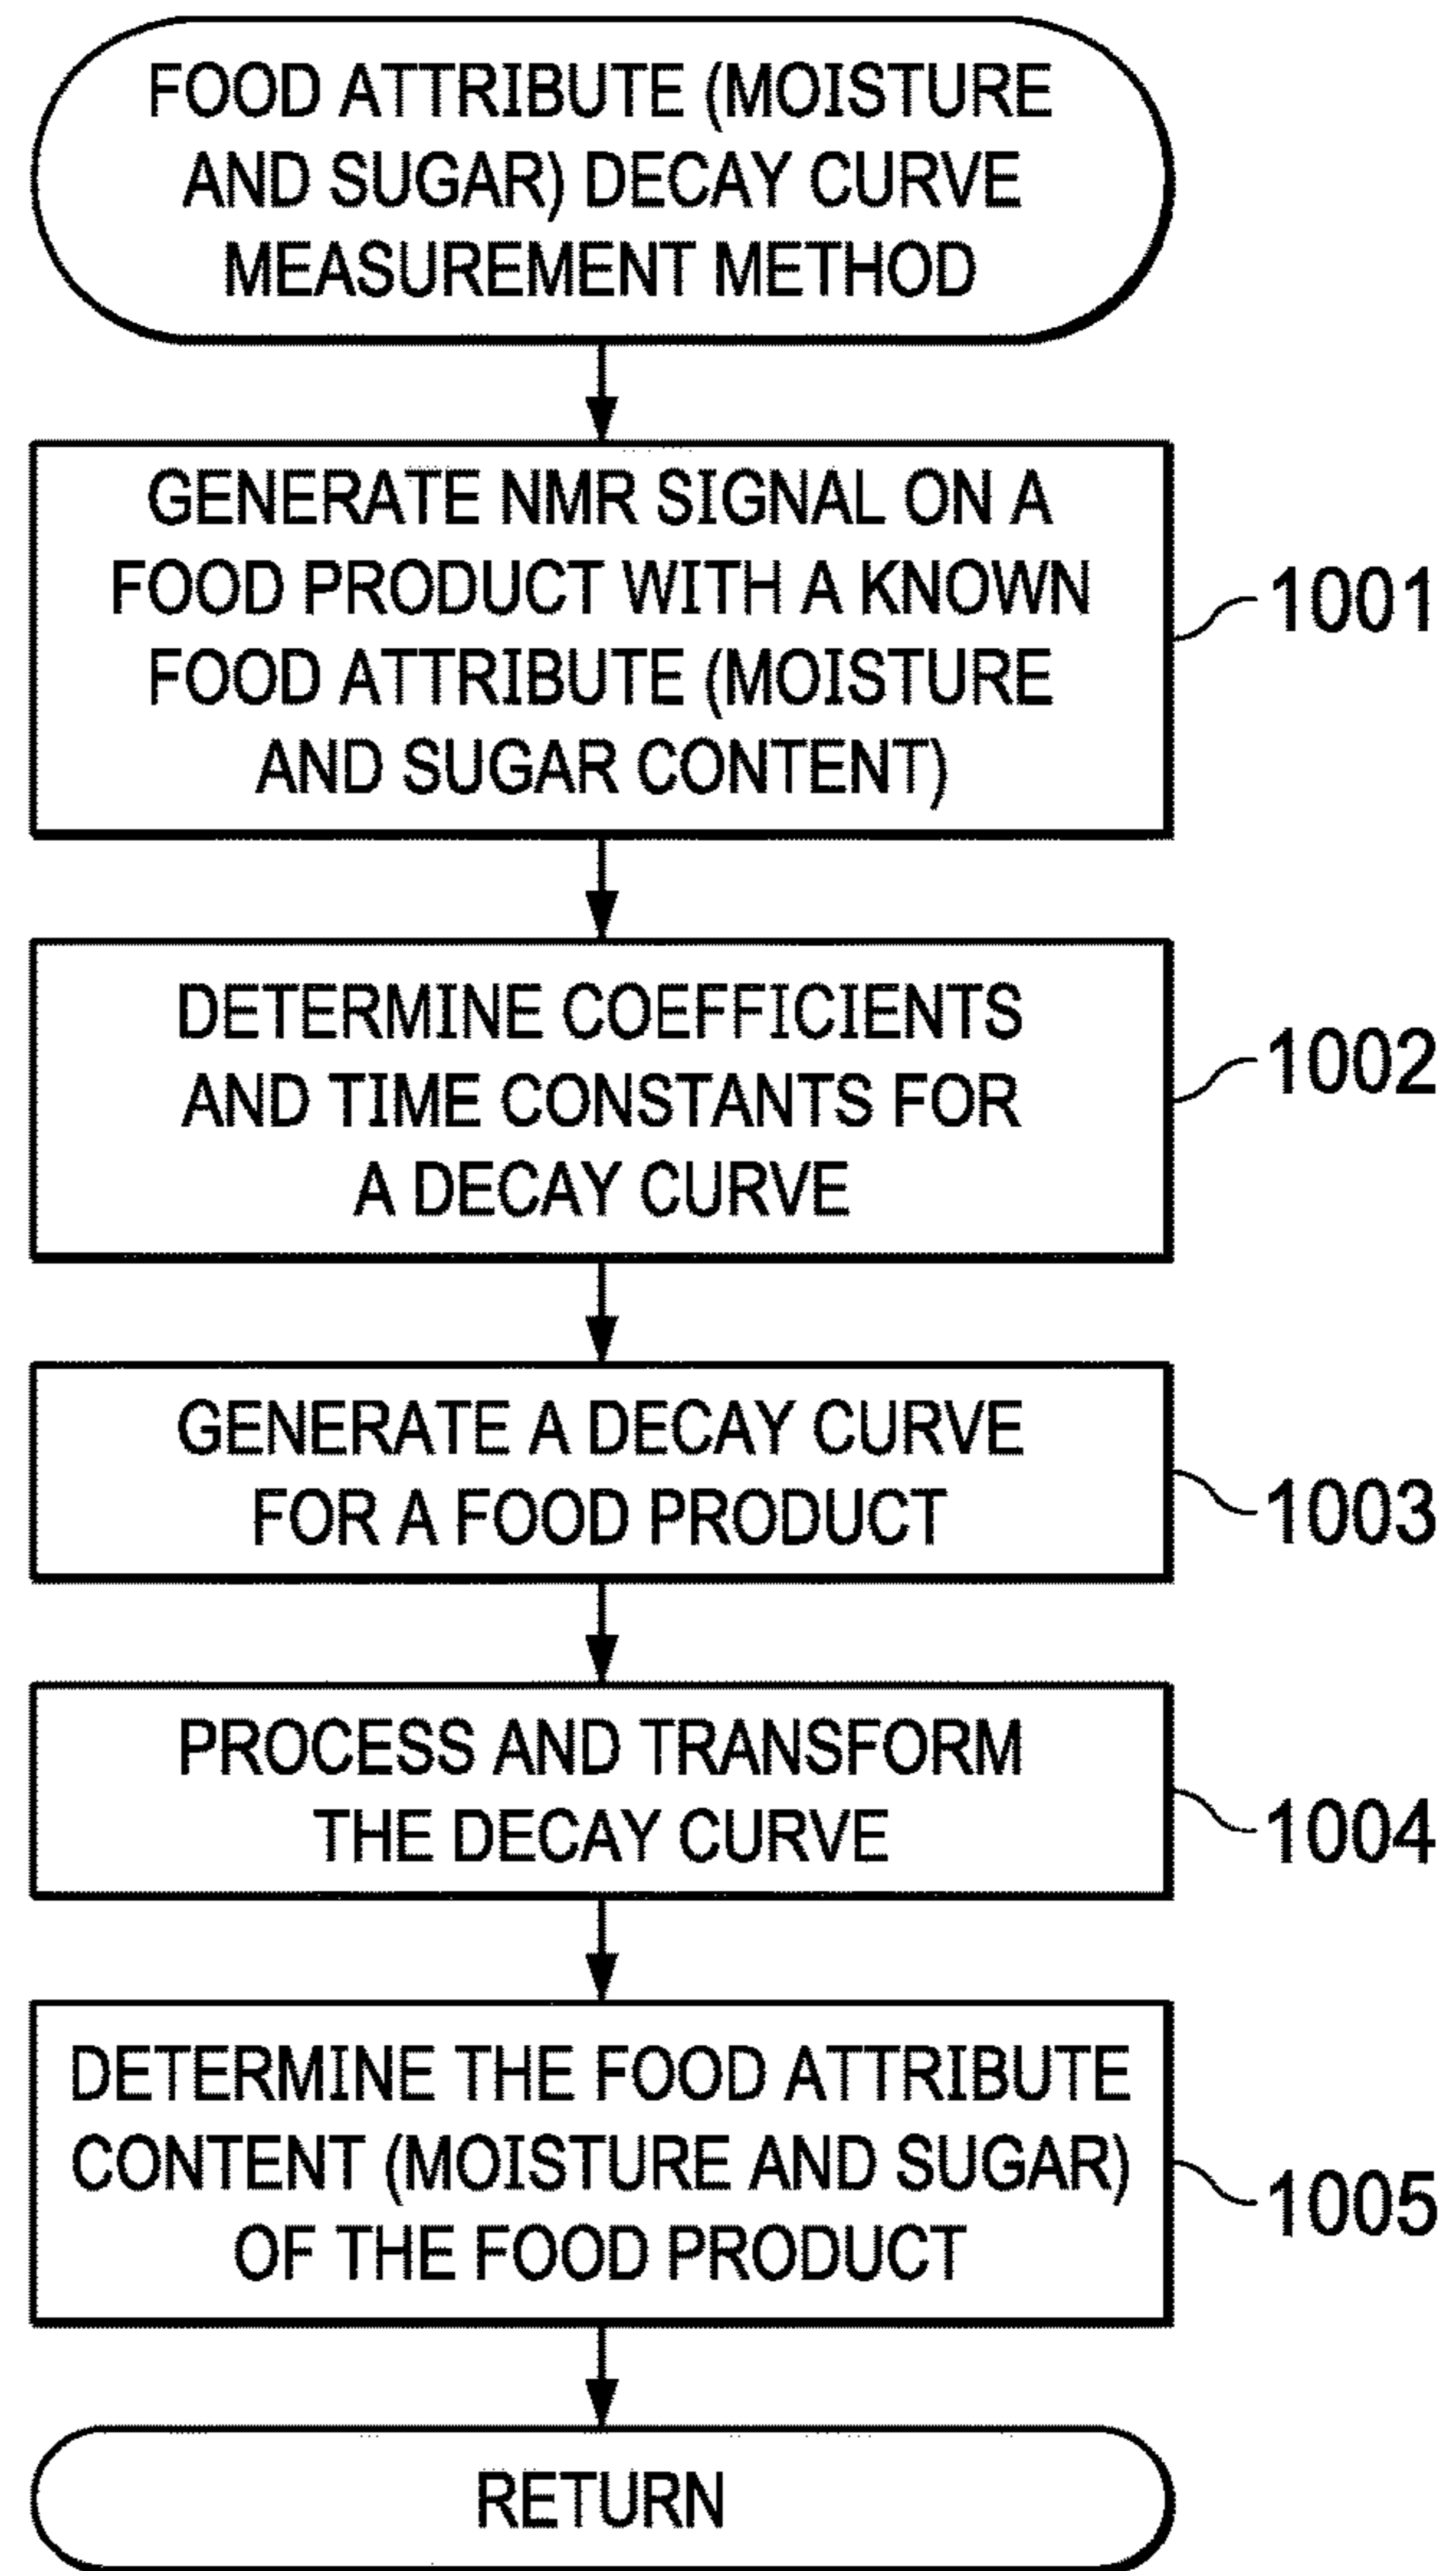 FOOD ATTRIBUTE (MOISTURE
AND SUGAR) DECAY CURVE
MEASUREMENT METHOD
GENERATE NMR SIGNAL ON A
FOOD PRODUCT WITH A KNOWN
FOOD ATTRIBUTE (MOISTURE
AND SUGAR CONTENT)
1001
DETERMINE COEFFICIENTS
AND TIME CONSTANTS FOR
A DECAY CURVE
1002
GENERATE A DECAY CURVE
FOR A FOOD PRODUCT
1003
PROCESS AND TRANSFORM
THE DECAY CURVE
1004
DETERMINE THE FOOD ATTRIBUTE
CONTENT (MOISTURE AND SUGAR)
OF THE FOOD PRODUCT
1005
RETURN